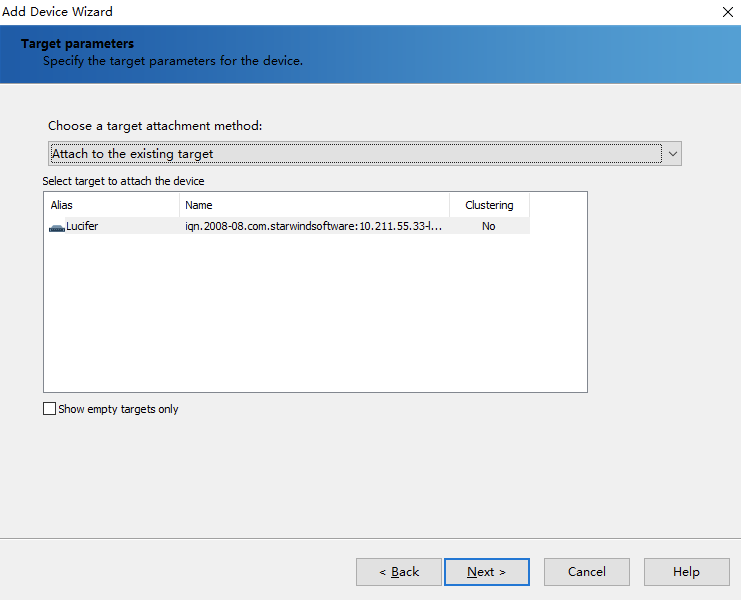 Add Device Wizard
Target parameters
Specify the target parameters for the device.
Choose a target attachment method:
Attach to the existing target
Select target to attach the device
Alias Name Clustering
Lucifer iqn.2008-08.com.starwindsoftware:10.211.55.33-l... No
Show empty targets only
< Back Next > Cancel Help